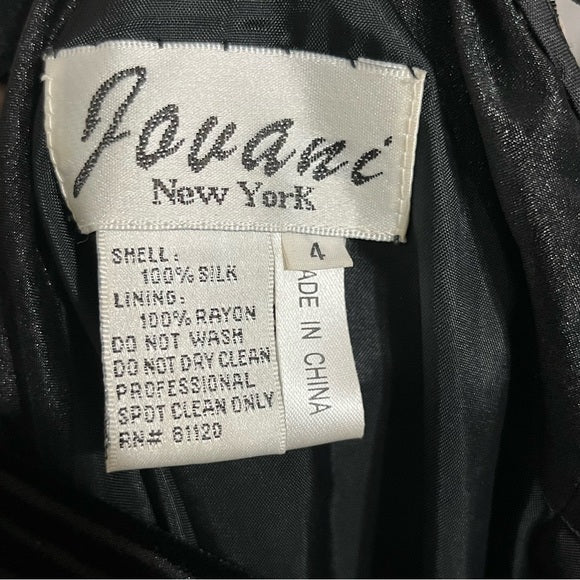 Jovani
New York
SHELL:
100% SILK
LINING:
100% RAYON
DO NOT WASH
DO NOT DRY CLEAN
PROFESSIONAL
SPOT CLEAN ONLY
RN# 81120
4
ADE IN CHINA